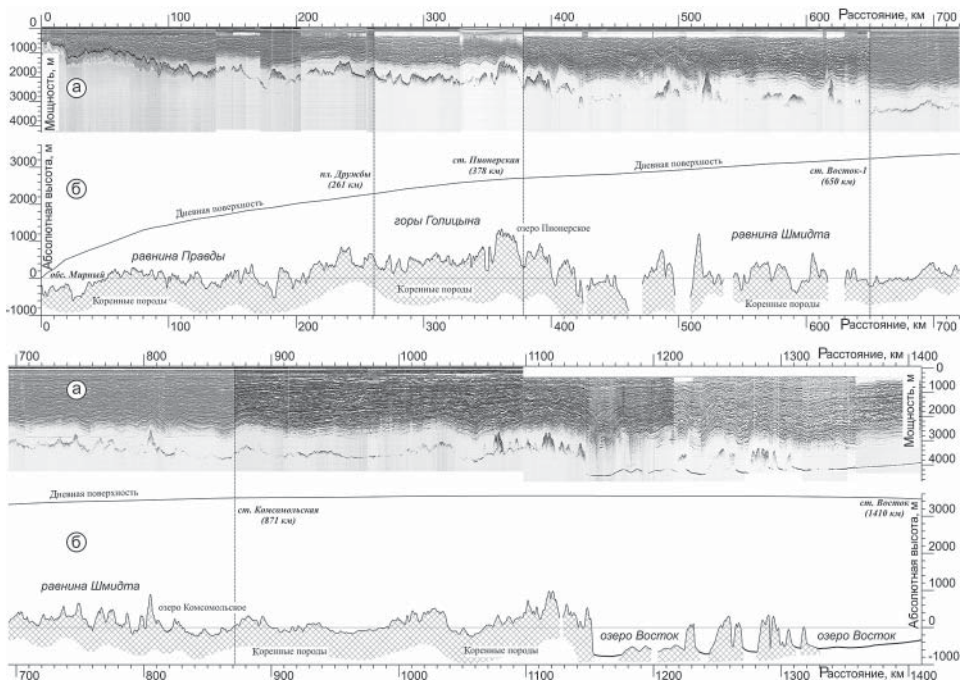 0 100 200 300 400 500 600 Расстояние, км 700
0
1000
2000
3000
4000
Мощность, м
а
3000
2000
1000
0
-1000
Абсолютная высота, м
б
пл. Дружбы
(261 км)
ст. Пионерская
(378 км)
Дневная поверхность
ст. Восток-1
(650 км)
Дневная поверхность
горы Голицына
озеро Пионерское
равнина Шмидта
равнина Правды
обс. Мирный
Коренные породы
Коренные породы
Коренные породы
0 100 200 300 400 500 600 Расстояние, км 700
700 800 900 1000 1100 1200 1300 Расстояние, км 1400
а
0
1000
2000
3000
4000
Мощность, м
Дневная поверхность
ст. Комсомольская
(871 км)
ст. Восток
(1410 км)
б
3000
2000
1000
0
-1000
Абсолютная высота, м
равнина Шмидта
озеро Комсомольское
озеро Восток
озеро Восток
Коренные породы
Коренные породы
700 800 900 1000 1100 1200 1300 Расстояние, км 1400